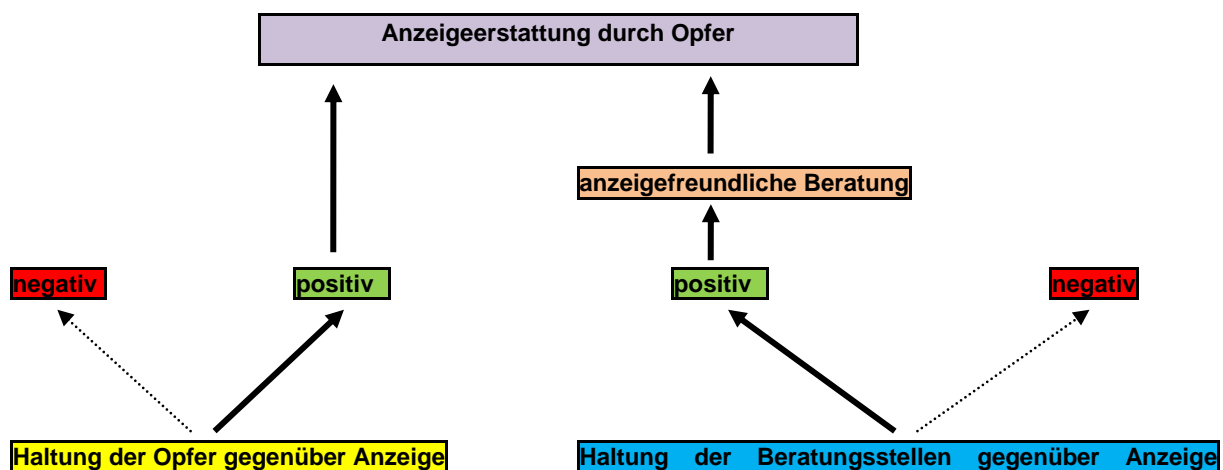 Anzeigeerstattung durch Opfer
anzeigefreundliche Beratung
negativ positiv positiv negativ
Haltung der Opfer gegenüber Anzeige Haltung der Beratungsstellen gegenüber Anzeige